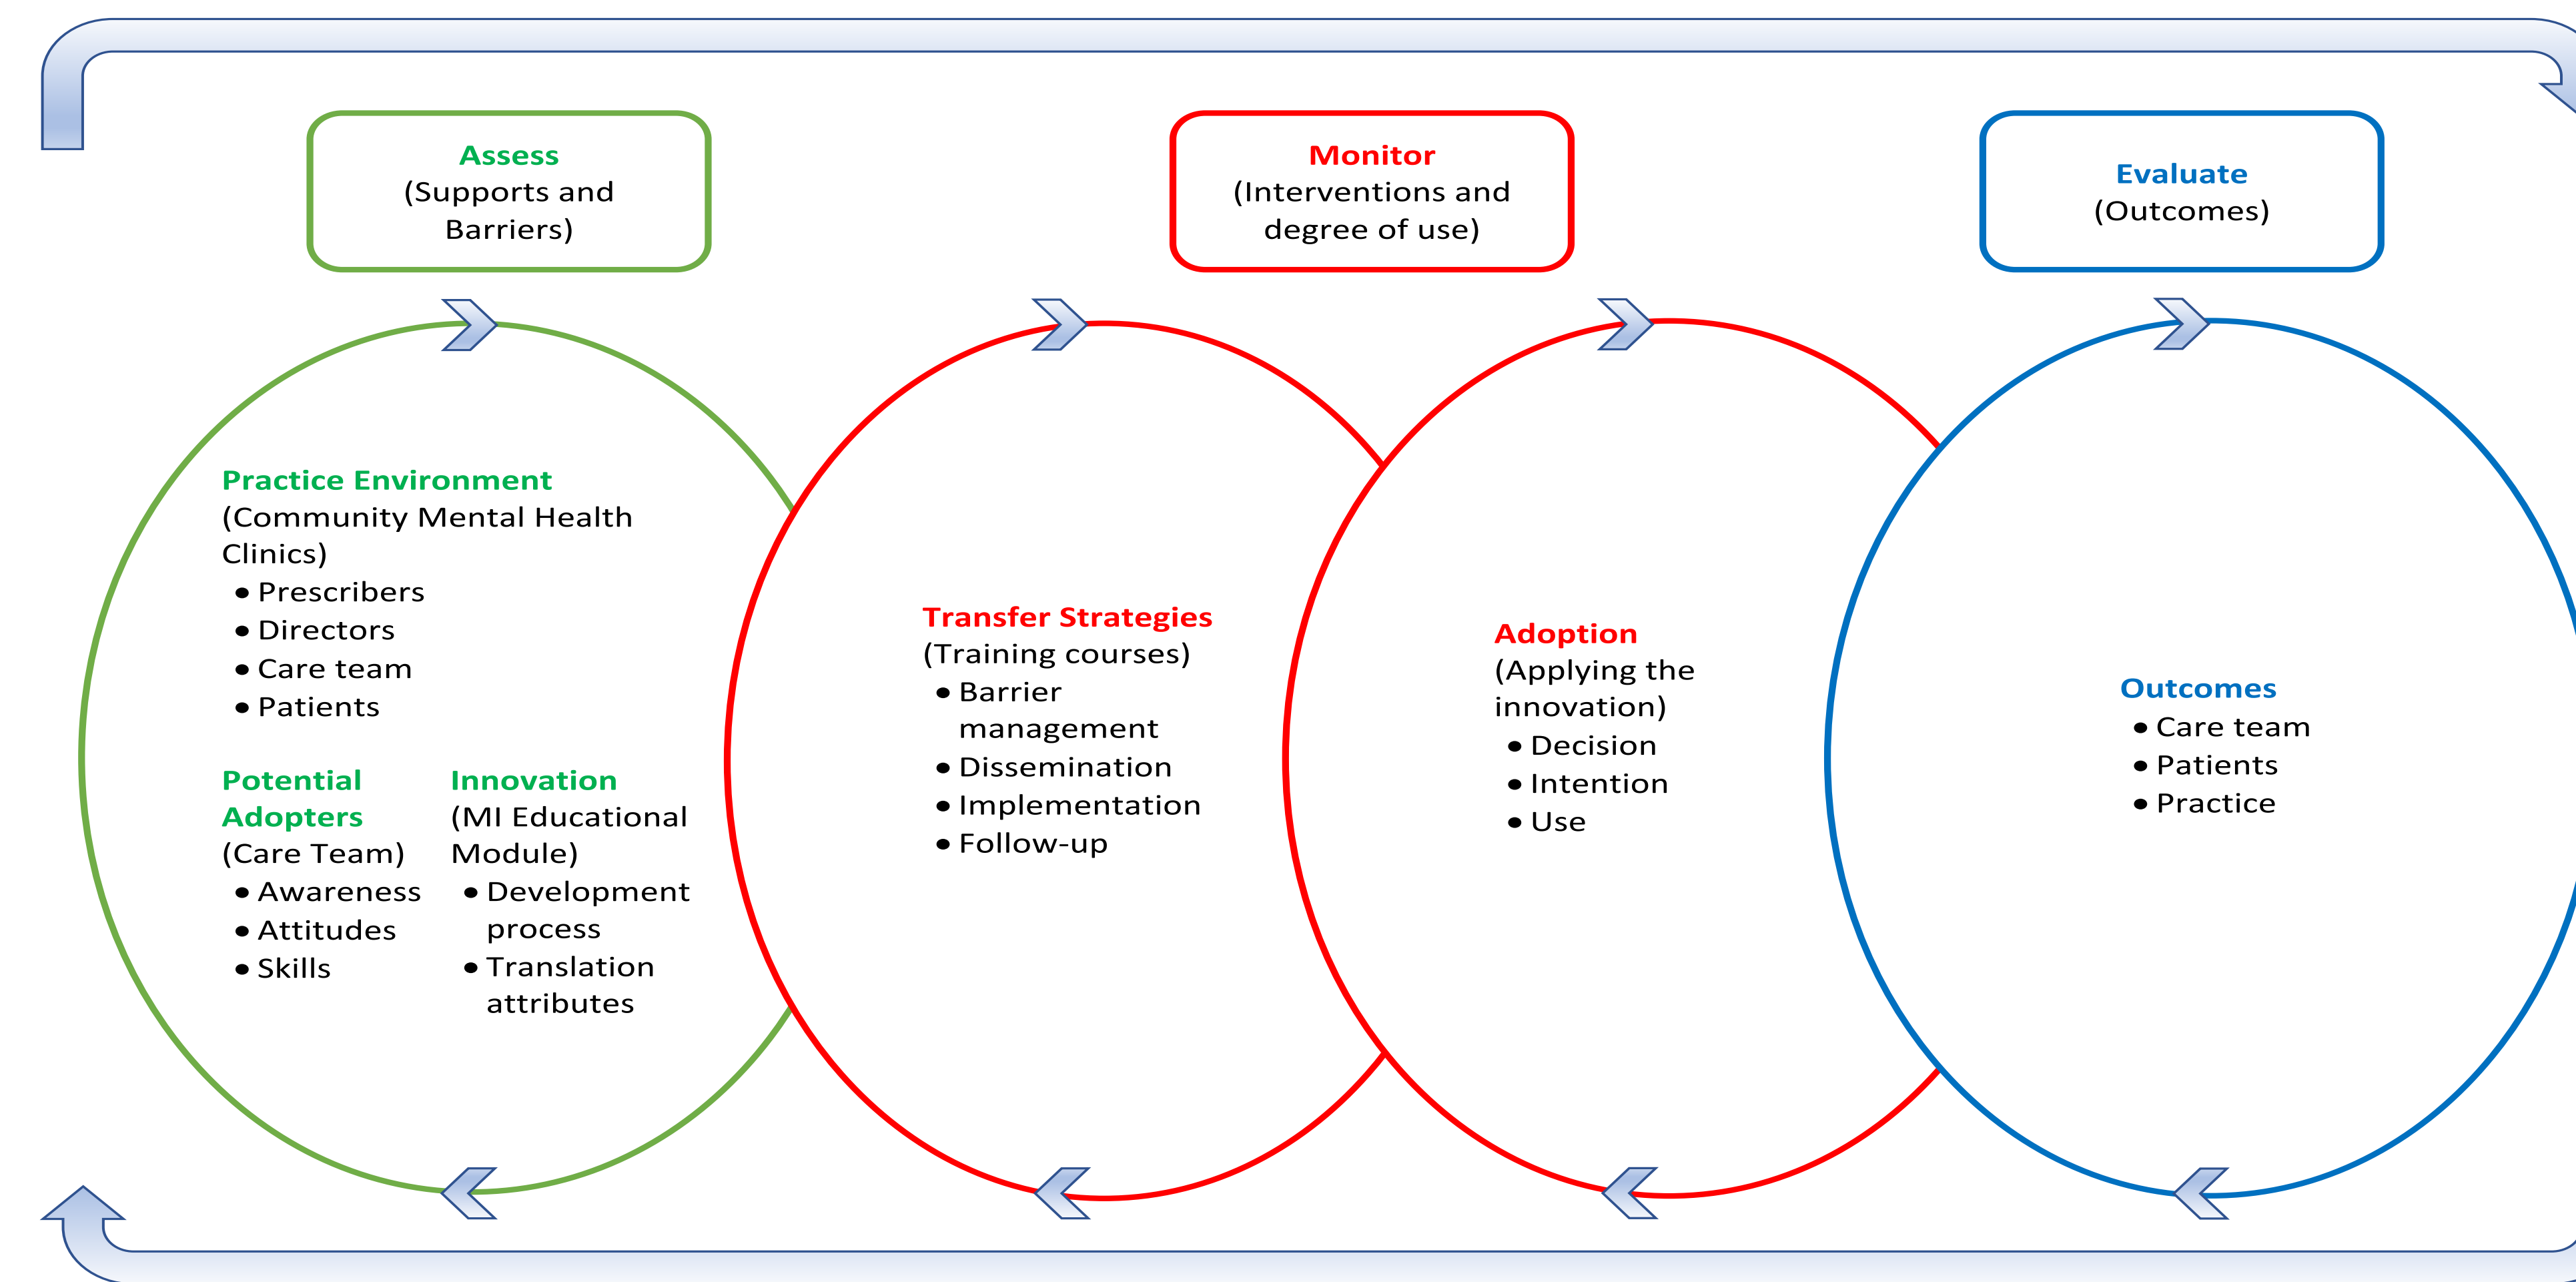 Assess
(Supports and
Barriers)
Monitor
(Interventions and
degree of use)
Evaluate
(Outcomes)
Practice Environment
(Community Mental Health
Clinics)
• Prescribers
• Directors
• Care team
• Patients
Potential
Adopters
(Care Team)
• Awareness
• Attitudes
• Skills
Innovation
(MI Educational
Module)
• Development
process
• Translation
attributes
Transfer Strategies
(Training courses)
• Barrier
management
• Dissemination
• Implementation
• Follow-up
Adoption
(Applying the
innovation)
• Decision
• Intention
• Use
Outcomes
• Care team
• Patients
• Practice